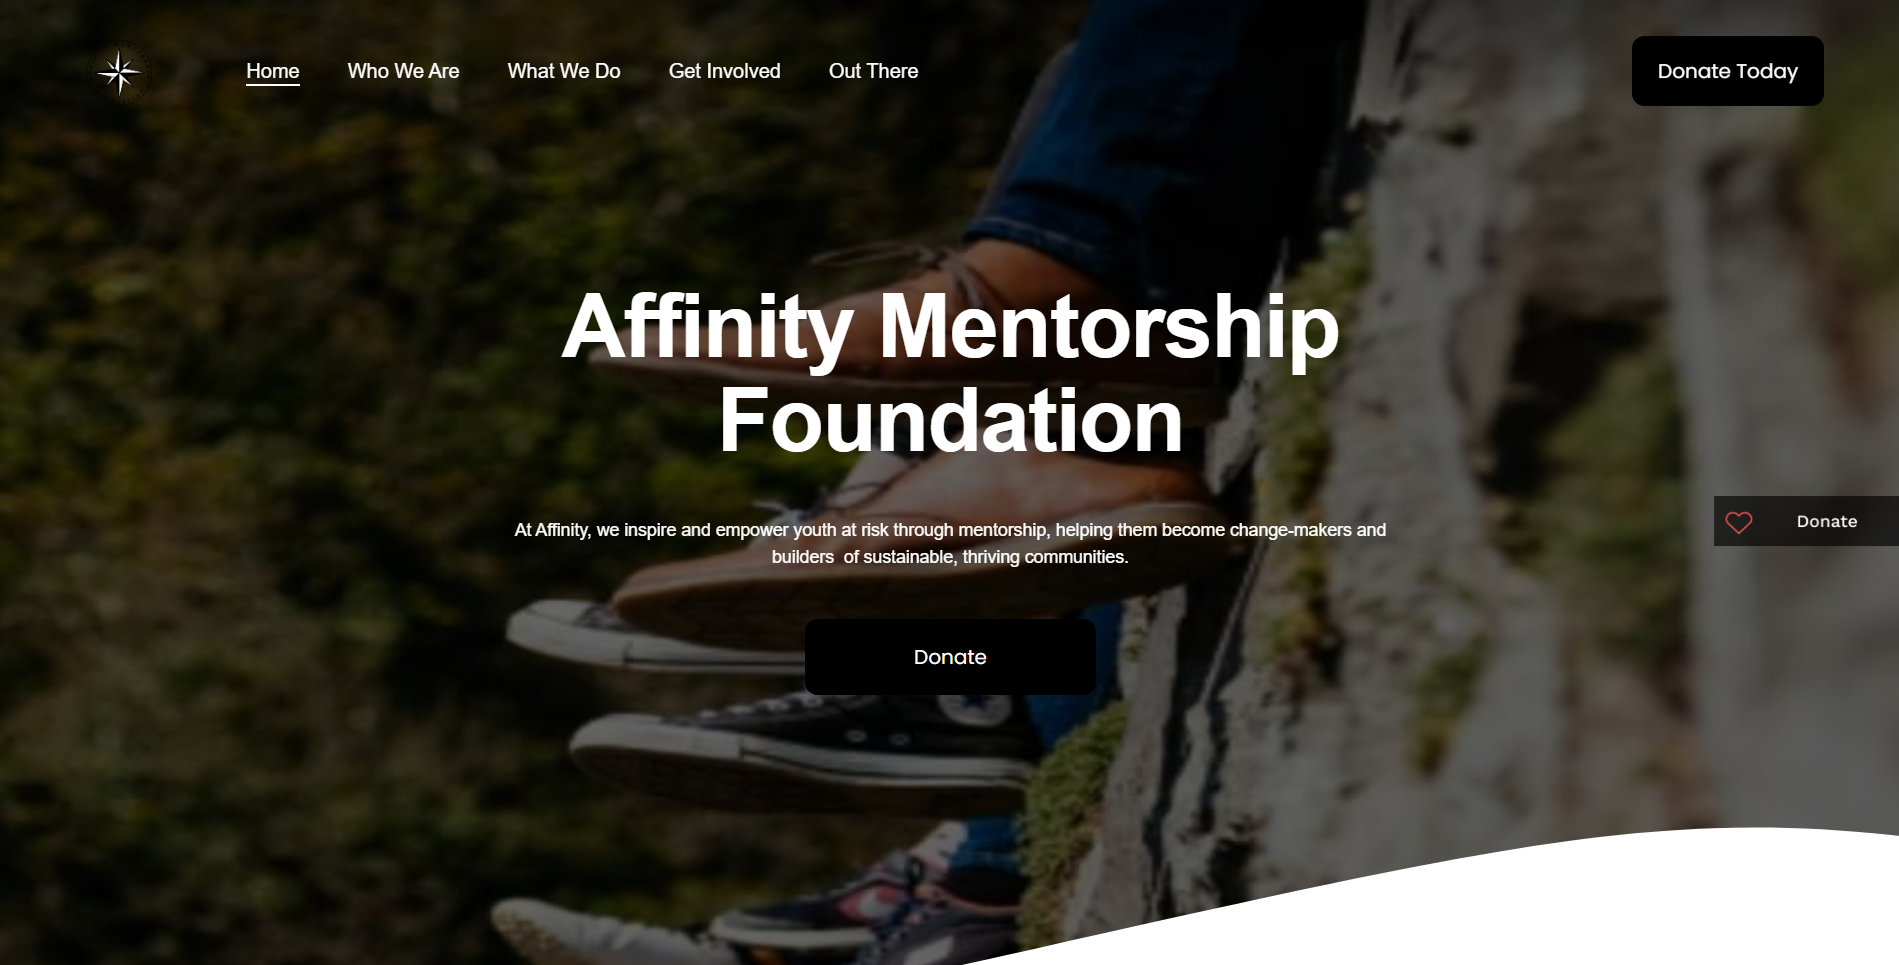 Home Who We Are What We Do Get Involved Out There Donate Today
Affinity Mentorship
Foundation
At Affinity, we inspire and empower youth at risk through mentorship, helping them become change-makers and
builders  of sustainable, thriving communities.
Donate
Donate